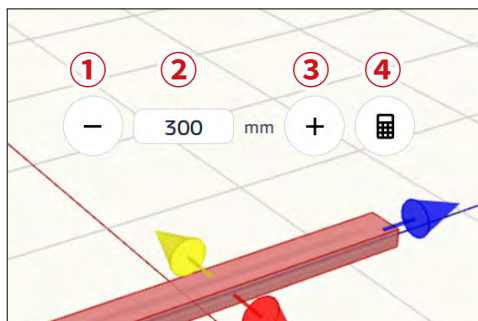 ① ② ③ ④
− 300 mm +